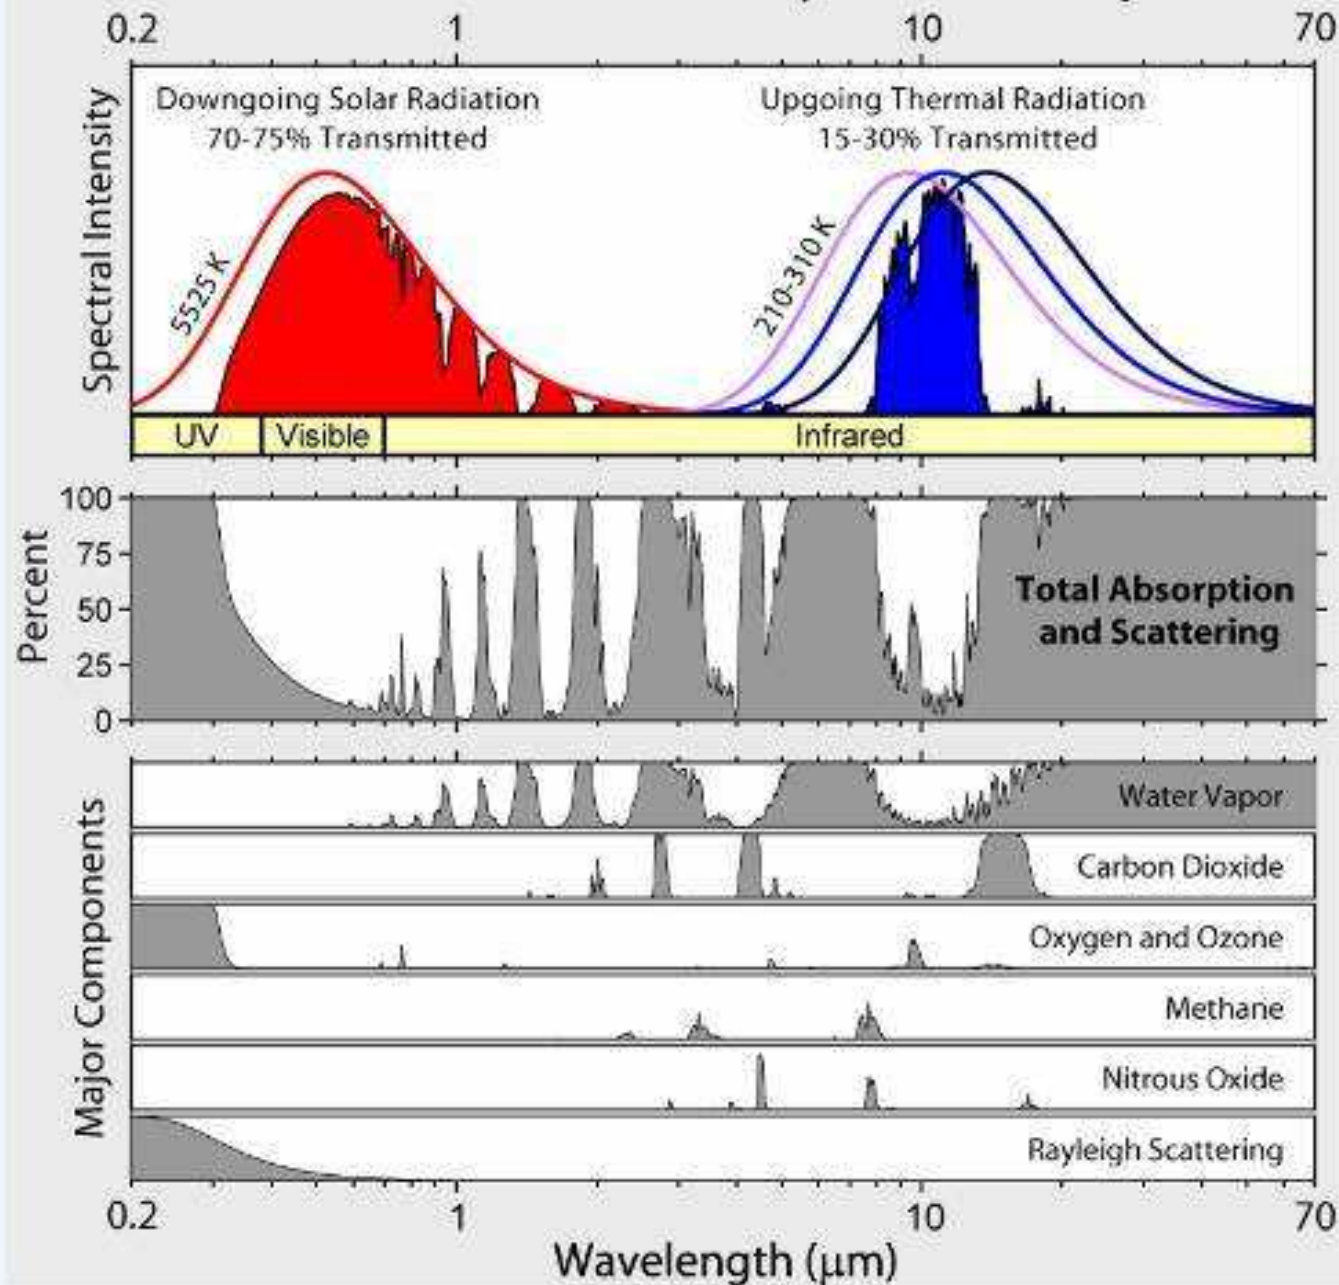 0.2 1 10 70
Downgoing Solar Radiation
70-75% Transmitted
Upgoing Thermal Radiation
15-30% Transmitted
Spectral Intensity
5525 K
210-310 K
UV Visible Infrared
Percent
100
75
50
25
0
Total Absorption
and Scattering
Major Components
Water Vapor
Carbon Dioxide
Oxygen and Ozone
Methane
Nitrous Oxide
Rayleigh Scattering
0.2 1 10 70
Wavelength (μm)